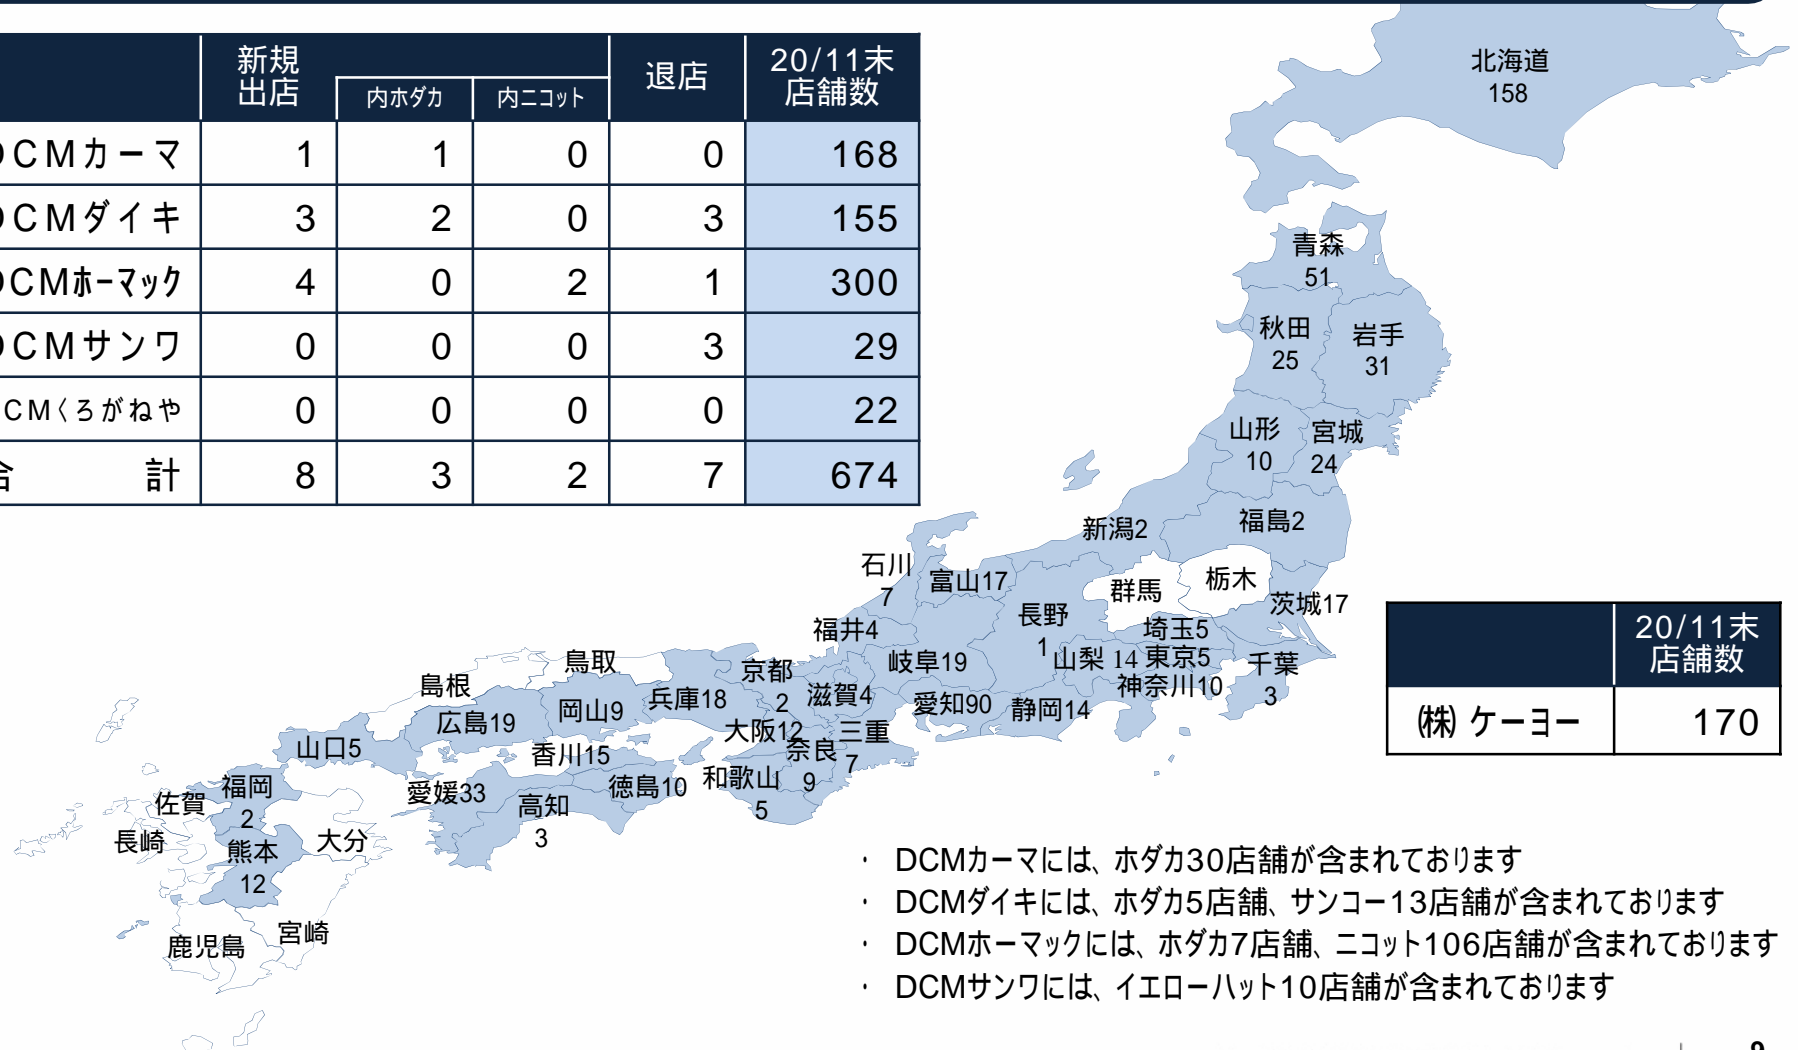 新規出店 内ホダカ 内ニコット 退店 20/11末店舗数
DCMカーマ 1 1 0 0 168
DCMダイキ 3 2 0 3 155
DCMホーマック 4 0 2 1 300
DCMサンワ 0 0 0 3 29
CMくろがねや 0 0 0 0 22
合計 8 3 2 7 674
北海道
158
青森
51
秋田
25
岩手
31
山形
10
宮城
24
新潟2
福島2
石川
7
富山17
群馬
栃木
長野
1
茨城17
福井4
埼玉5
岐阜19
山梨 14
東京5
千葉
3
神奈川10
鳥取
島根
京都
2
滋賀4
兵庫18
岡山9
広島19
愛知90
静岡14
大阪12
三重
7
奈良
9
山口5
香川15
和歌山
5
徳島10
愛媛33
高知
3
福岡
2
佐賀
長崎
大分
熊本
12
宮崎
鹿児島
20/11末店舗数
㈱ ケーヨー 170
・ DCMカーマには、ホダカ30店舗が含まれております
・ DCMダイキには、ホダカ5店舗、サンコー13店舗が含まれております
・ DCMホーマックには、ホダカ7店舗、ニコット106店舗が含まれております
・ DCMサンワには、イエローハット10店舗が含まれております
9